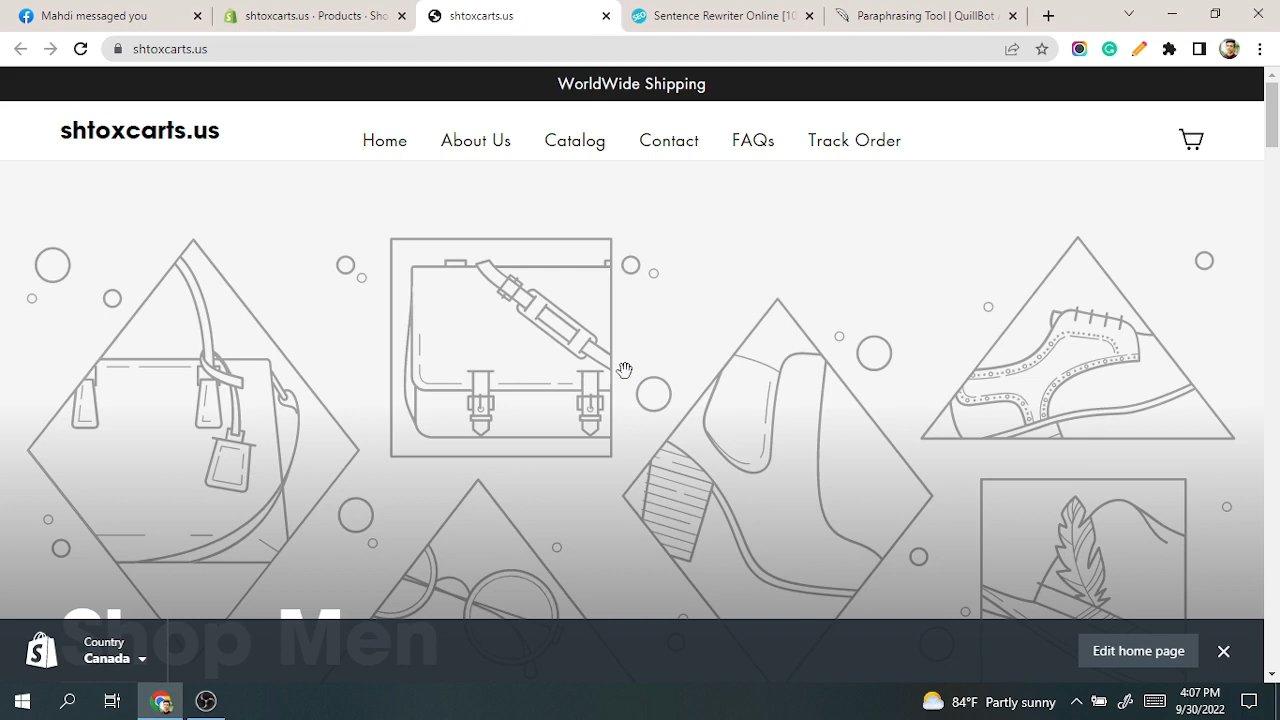 Mahdi messaged you
shtoxcarts.us · Products · Sho
shtoxcarts.us
Sentence Rewriter Online [10
Paraphrasing Tool | QuillBot A
shtoxcarts.us
WorldWide Shipping
shtoxcarts.us
Home
About Us
Catalog
Contact
FAQs
Track Order
Shop Men
Country
Canada
Edit home page
84°F Partly sunny
4:07 PM
9/30/2022